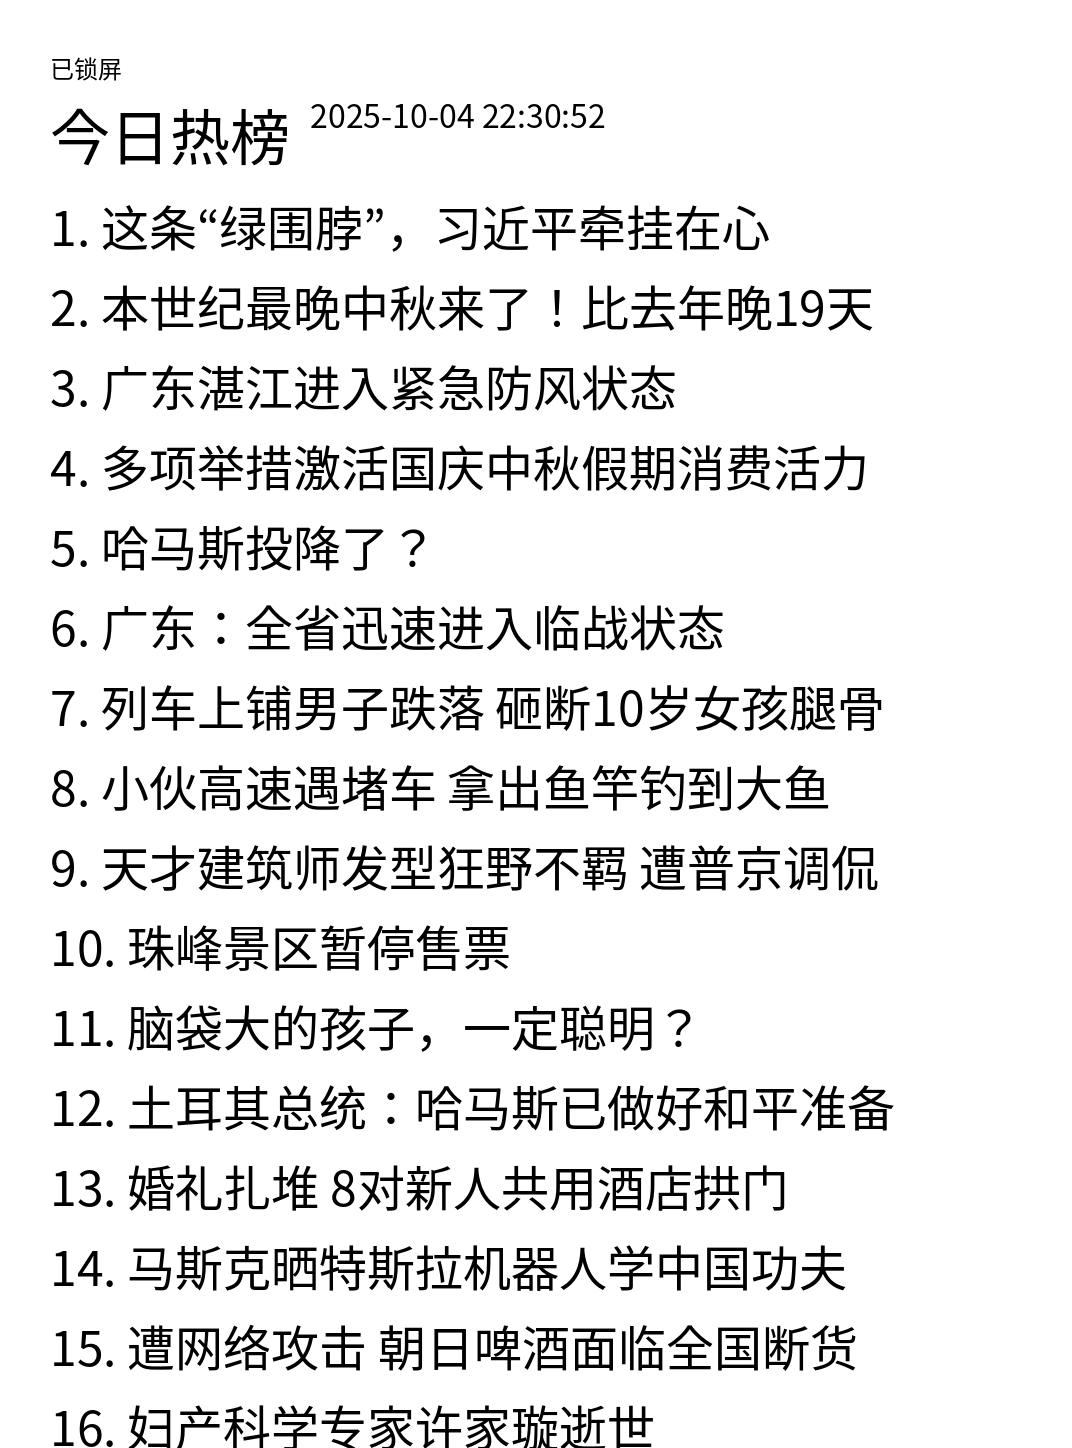 已锁屏
今日热榜 2025-10-04 22:30:52
1. 这条“绿围脖”，习近平牵挂在心
2. 本世纪最晚中秋来了！比去年晚19天
3. 广东湛江进入紧急防风状态
4. 多项举措激活国庆中秋假期消费活力
5. 哈马斯投降了？
6. 广东：全省迅速进入临战状态
7. 列车上铺男子跌落 砸断10岁女孩腿骨
8. 小伙高速遇堵车 拿出鱼竿钓到大鱼
9. 天才建筑师发型狂野不羁 遭普京调侃
10. 珠峰景区暂停售票
11. 脑袋大的孩子，一定聪明？
12. 土耳其总统：哈马斯已做好和平准备
13. 婚礼扎堆 8对新人共用酒店拱门
14. 马斯克晒特斯拉机器人学中国功夫
15. 遭网络攻击 朝日啤酒面临全国断货
16. 妇产科学专家许家璇逝世